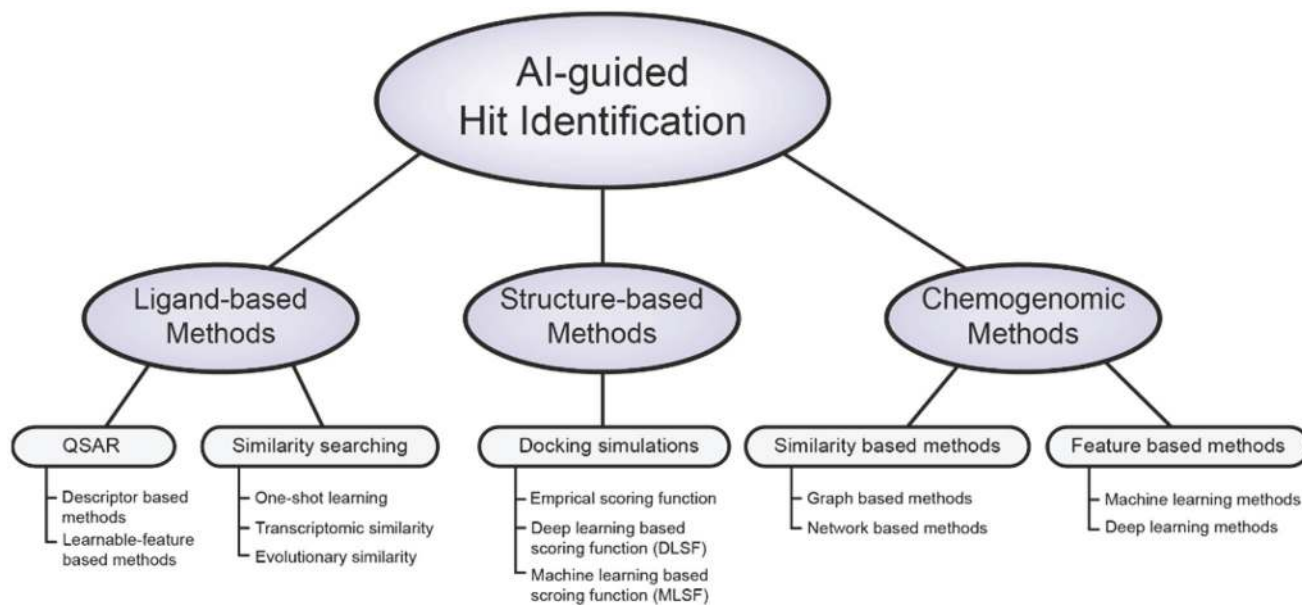 AI-guided
Hit Identification
Ligand-based
Methods
Structure-based
Methods
Chemogenomic
Methods
QSAR
Descriptor based
methods
Learnable-feature
based methods
Similarity searching
One-shot learning
Transcriptomic similarity
Evolutionary similarity
Docking simulations
Emprical scoring function
Deep learning based
scoring function (DLSF)
Machine learning based
scroing function (MLSF)
Similarity based methods
Graph based methods
Network based methods
Feature based methods
Machine learning methods
Deep learning methods